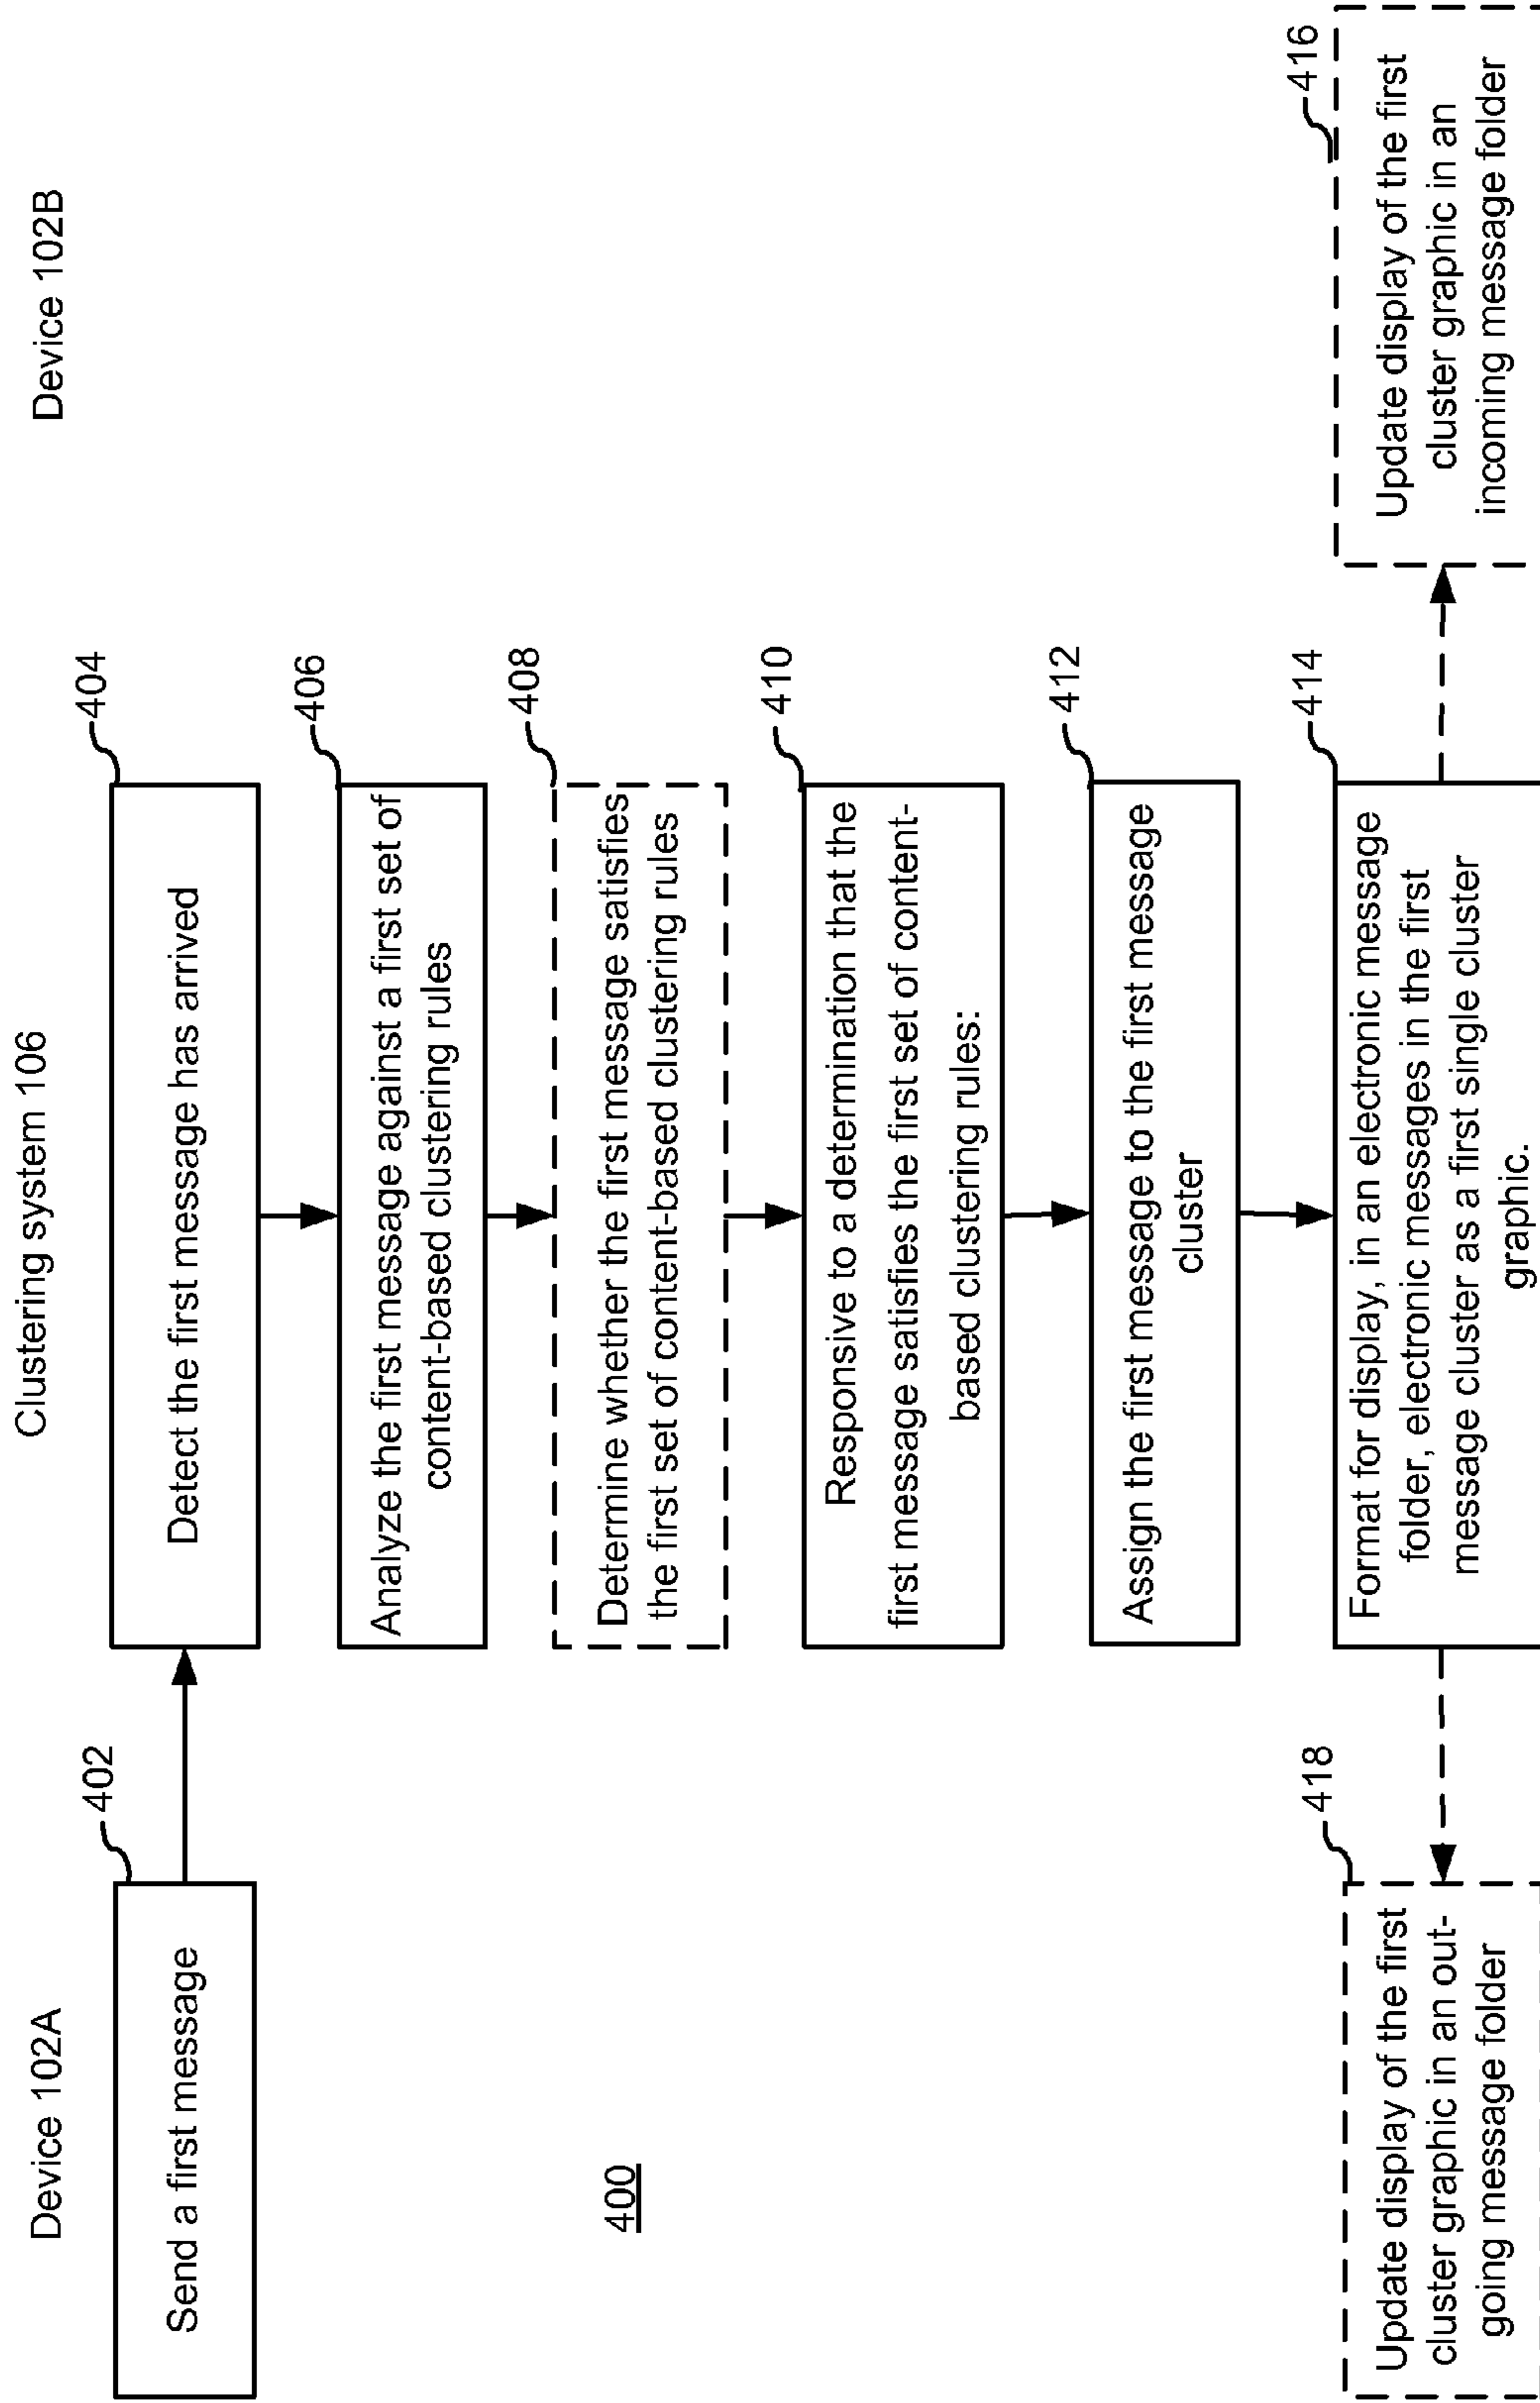 Device 102A
Clustering system 106
Device 102B
402
Send a first message
404
Detect the first message has arrived
406
Analyze the first message against a first set of
content-based clustering rules
408
Determine whether the first message satisfies
the first set of content-based clustering rules
410
Responsive to a determination that the
first message satisfies the first set of content-
based clustering rules:
412
Assign the first message to the first message
cluster
414
Format for display, in an electronic message
folder, electronic messages in the first
message cluster as a first single cluster
graphic.
416
Update display of the first
cluster graphic in an
incoming message folder
418
Update display of the first
cluster graphic in an out-
going message folder
400